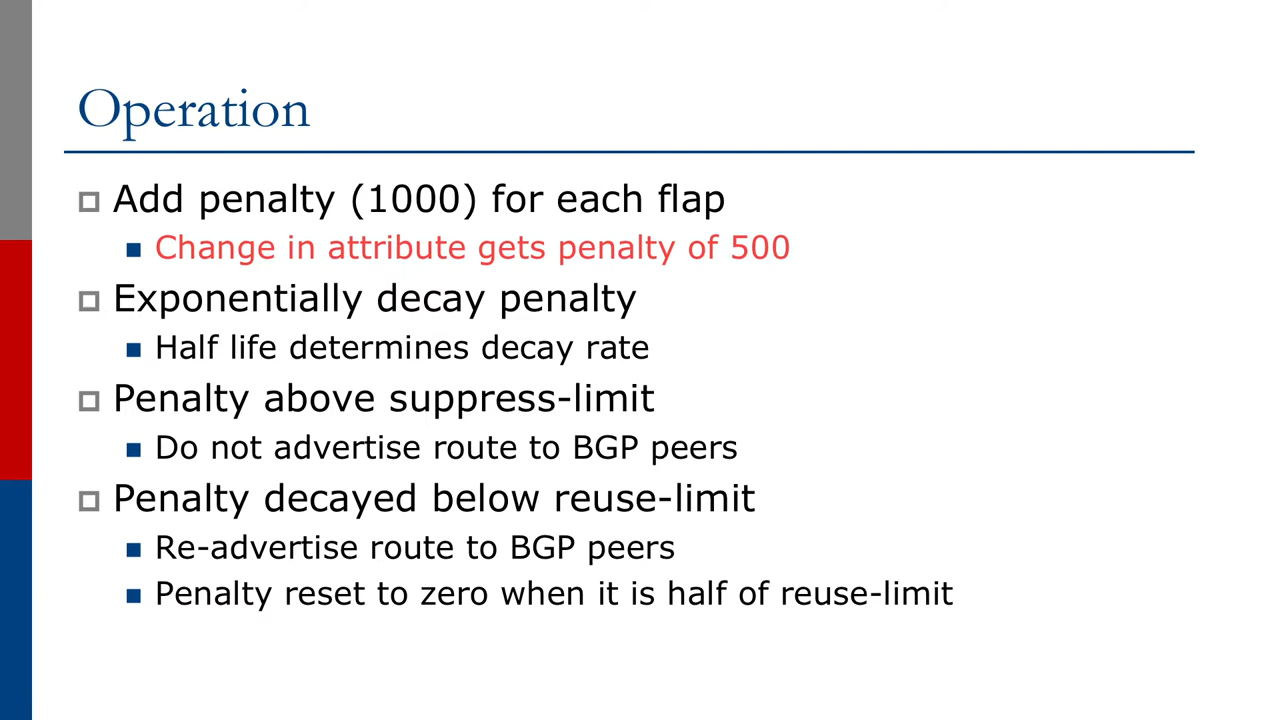 Operation
Add penalty (1000) for each flap
Change in attribute gets penalty of 500
Exponentially decay penalty
Half life determines decay rate
Penalty above suppress-limit
Do not advertise route to BGP peers
Penalty decayed below reuse-limit
Re-advertise route to BGP peers
Penalty reset to zero when it is half of reuse-limit